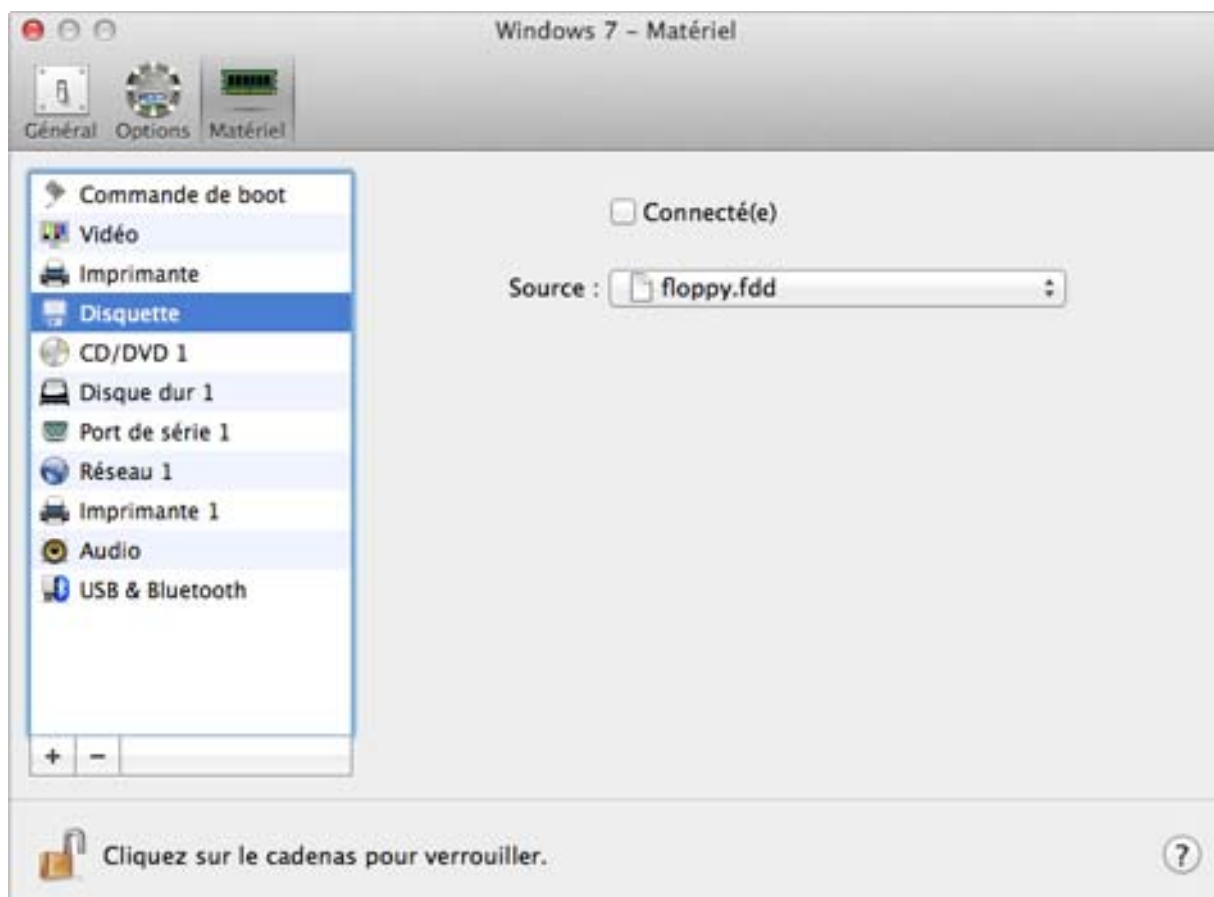 Windows 7 – Matériel
Général Options Matériel
Commande de boot
Vidéo
Imprimante
Disquette
CD/DVD 1
Disque dur 1
Port de série 1
Réseau 1
Imprimante 1
Audio
USB & Bluetooth
Connecté(e)
Source : floppy.fdd
+ −
Cliquez sur le cadenas pour verrouiller.
?